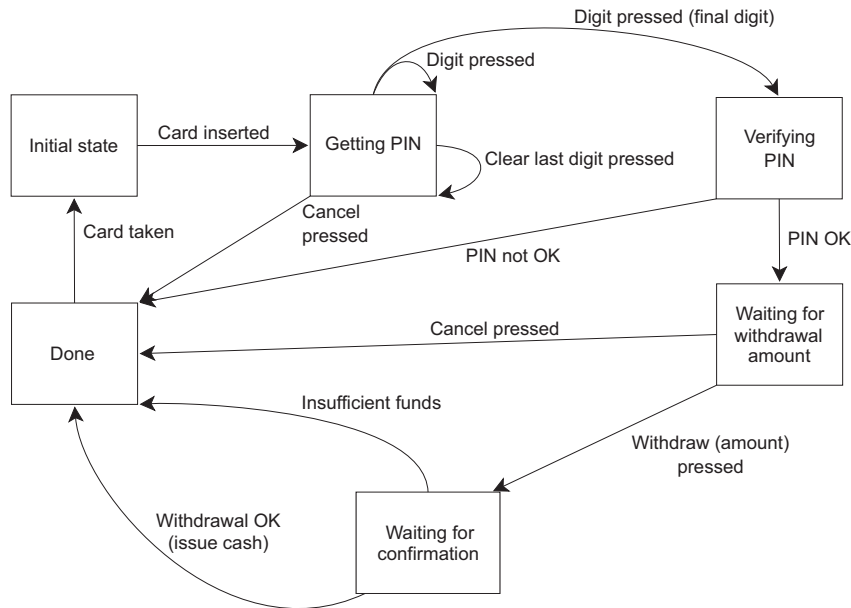 Digit pressed (final digit)
Digit pressed
Initial state
Card inserted
Getting PIN
Clear last digit pressed
Verifying
PIN
Card taken
Cancel
pressed
PIN not OK
PIN OK
Done
Cancel pressed
Waiting for
withdrawal
amount
Insufficient funds
Withdraw (amount)
pressed
Withdrawal OK
(issue cash)
Waiting for
confirmation